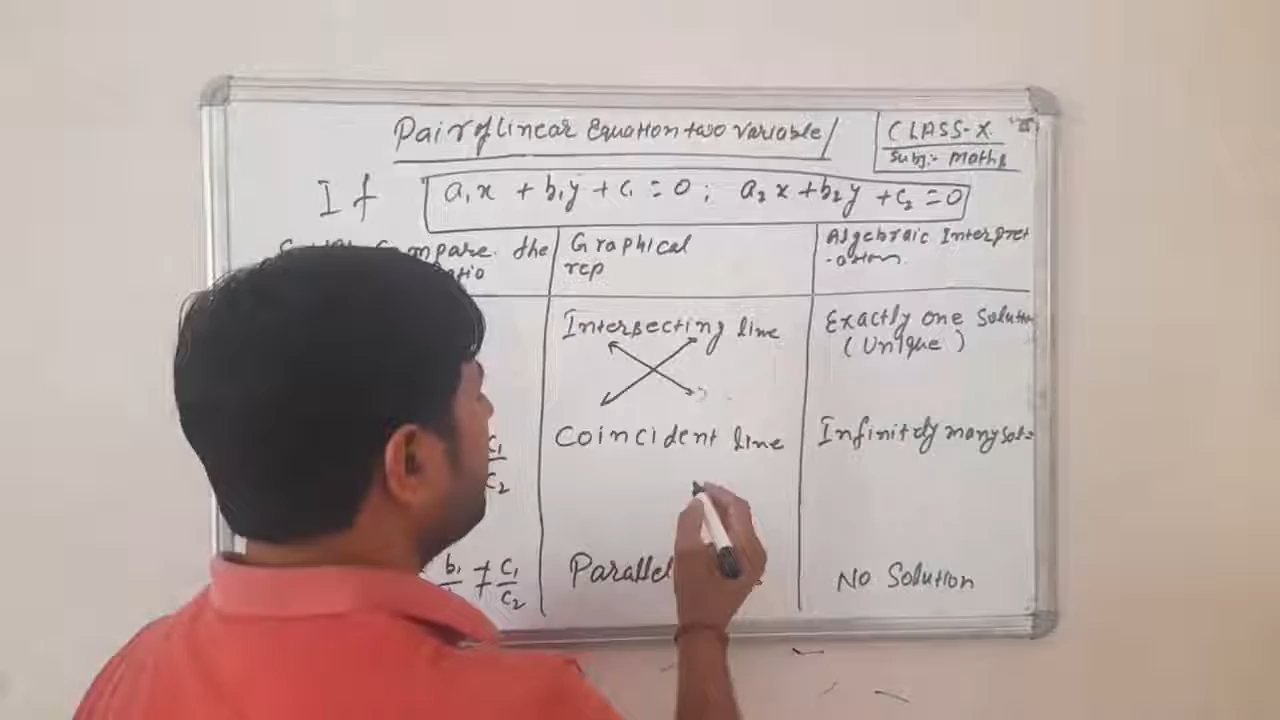 Pair of linear Equation two variable/
CLASS-X
Subj:- Maths
If a₁x + b₁y + c₁ = 0 ; a₂x + b₂y + c₂ = 0
Compare the
Graphical
rep
Algebraic Interpret
-ation
Intersecting line
Exactly one Solution
(Unique)
c₁
c₂
Coincident line
Infinitely many Sol
b₁ ≠ c₁
c₂
Parallel
No Solution